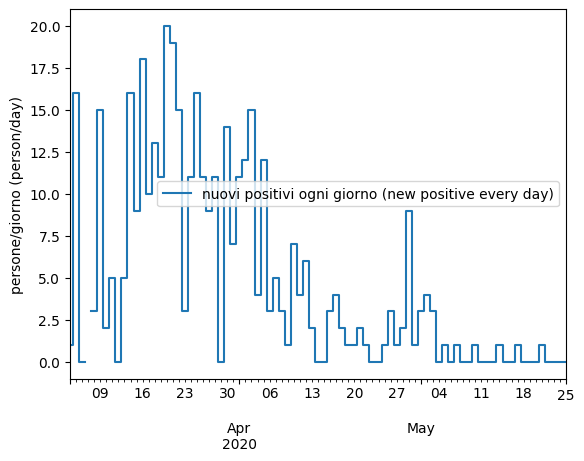 20.0
17.5
15.0
12.5
10.0
7.5
5.0
2.5
0.0
persone/giorno (person/day)
nuovi positivi ogni giorno (new positive every day)
09 16 23 30 06 13 20 27 04 11 18 25
Apr May
2020